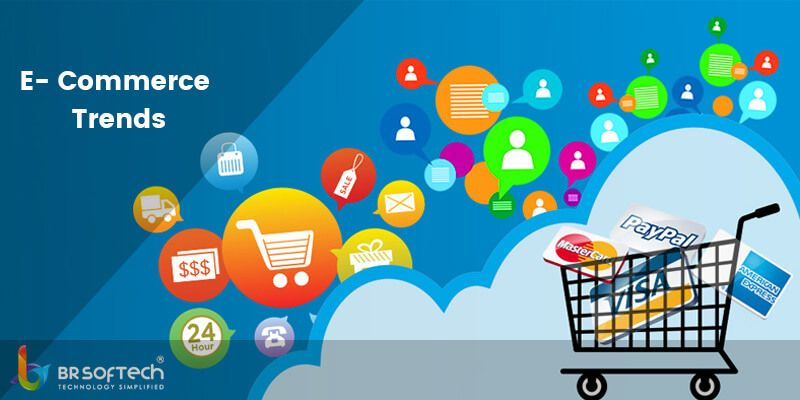 E- Commerce
Trends
SALE
$$$
24
Hour
PayPal
MasterCard
VISA
AMERICAN
EXPRESS
BR SOFTECH®
TECHNOLOGY SIMPLIFIED